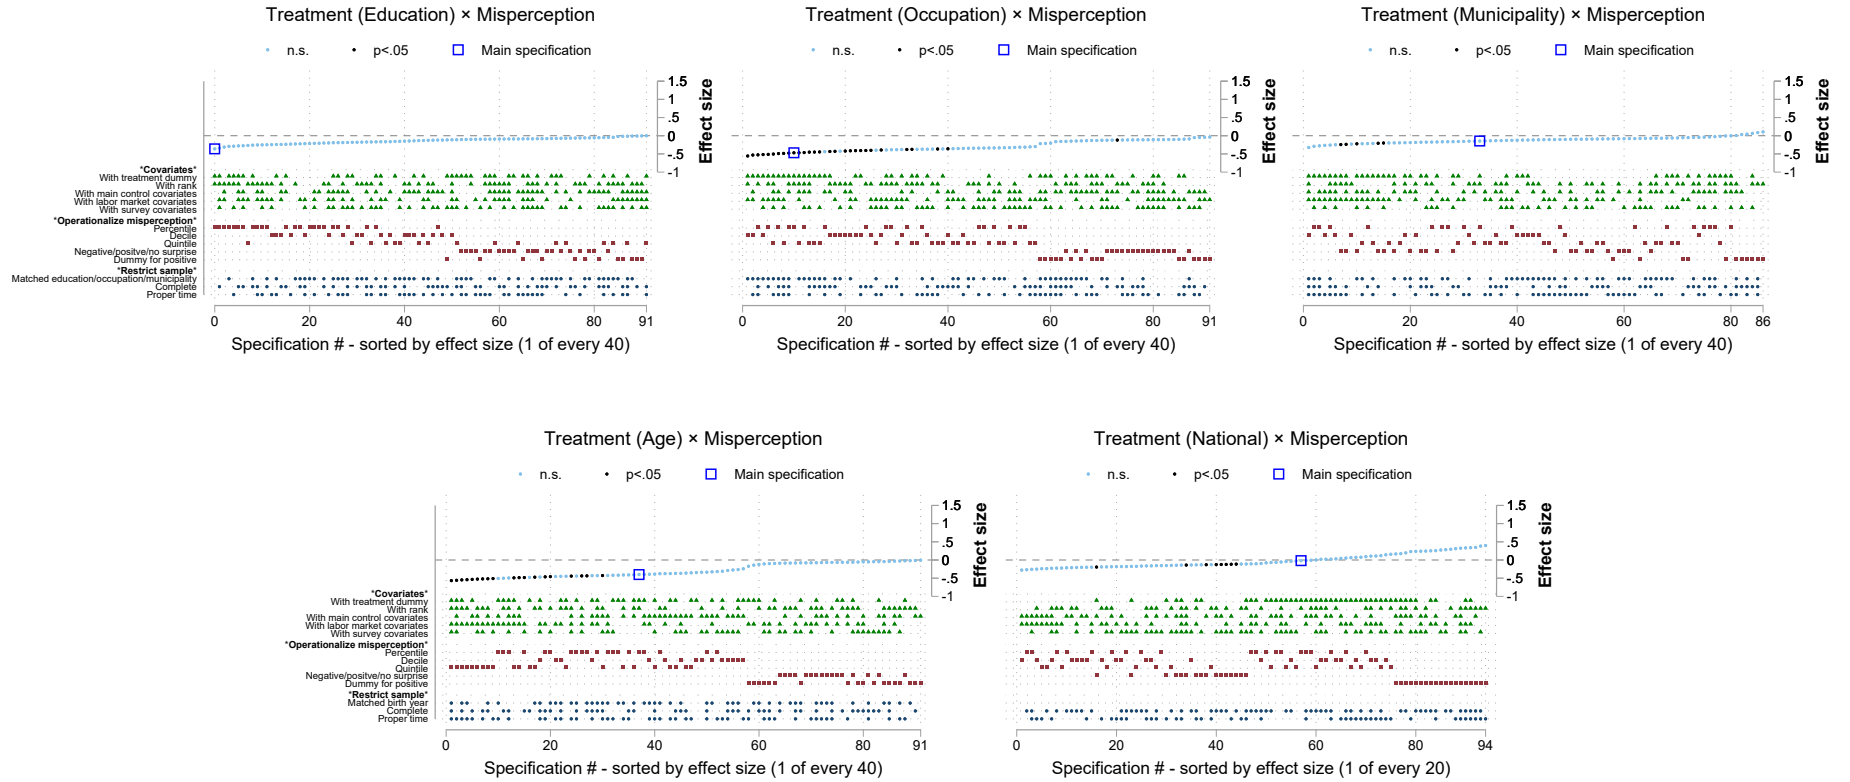 Treatment (Education) × Misperception
n.s. p<.05 Main specification
1.5
1
.5
0
-.5
-1
Effect size
*Covariates*
With treatment dummy
With rank
With main control covariates
With labor market covariates
With survey covariates
*Operationalize misperception*
Percentile
Decile
Quintile
Negative/positve/no surprise
Dummy for positive
*Restrict sample*
Matched education/occupation/municipality
Complete
Proper time
0 20 40 60 80 91
Specification # - sorted by effect size (1 of every 40)
Treatment (Occupation) × Misperception
n.s. p<.05 Main specification
1.5
1
.5
0
-.5
-1
Effect size
0 20 40 60 80 91
Specification # - sorted by effect size (1 of every 40)
Treatment (Municipality) × Misperception
n.s. p<.05 Main specification
1.5
1
.5
0
-.5
-1
Effect size
0 20 40 60 80 86
Specification # - sorted by effect size (1 of every 40)
Treatment (Age) × Misperception
n.s. p<.05 Main specification
1.5
1
.5
0
-.5
-1
Effect size
*Covariates*
With treatment dummy
With rank
With main control covariates
With labor market covariates
With survey covariates
*Operationalize misperception*
Percentile
Decile
Quintile
Negative/positve/no surprise
Dummy for positive
*Restrict sample*
Matched birth year
Complete
Proper time
0 20 40 60 80 91
Specification # - sorted by effect size (1 of every 40)
Treatment (National) × Misperception
n.s. p<.05 Main specification
1.5
1
.5
0
-.5
-1
Effect size
0 20 40 60 80 94
Specification # - sorted by effect size (1 of every 20)